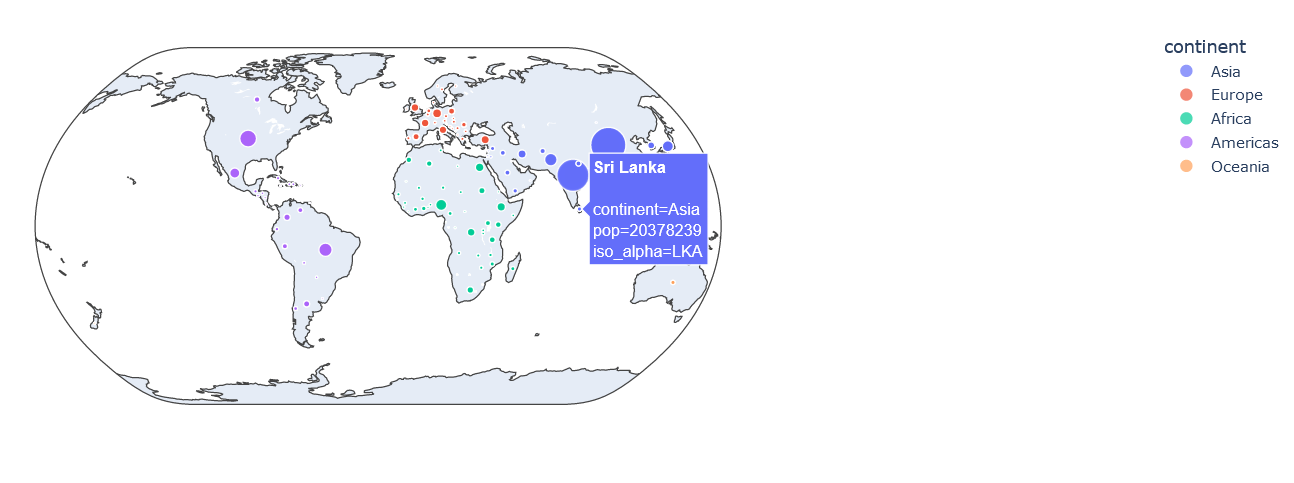 continent
Asia
Europe
Africa
Americas
Oceania
Sri Lanka
continent=Asia
pop=20378239
iso_alpha=LKA